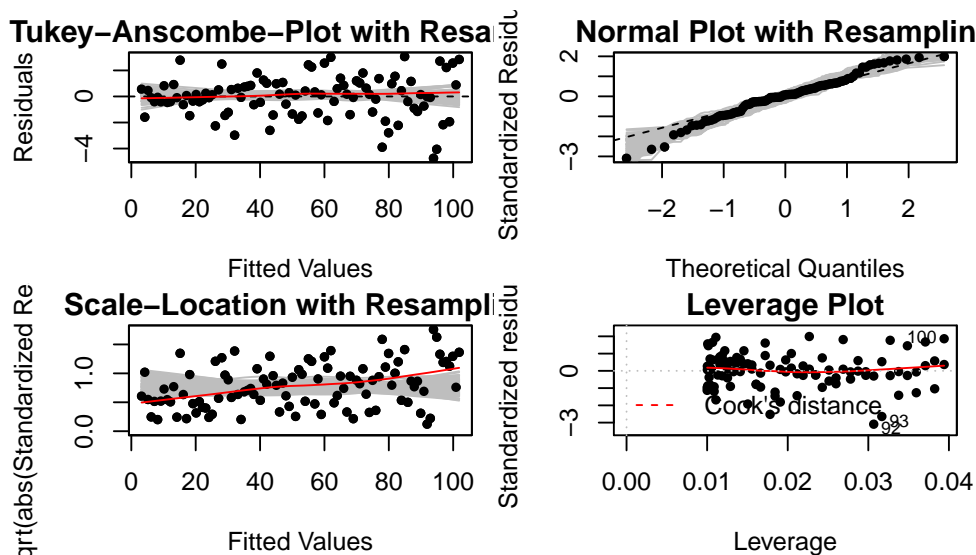 Tukey−Anscombe−Plot with Resa
Residuals
0
−4
0 20 40 60 80 100
Fitted Values
Normal Plot with Resamplin
Standardized Residu
2
0
−3
−2 −1 0 1 2
Theoretical Quantiles
Scale−Location with Resampli
qrt(abs(Standardized Re
1.0
0.0
0 20 40 60 80 100
Fitted Values
Leverage Plot
Standardized residu
0
−3
100
Cook's distance
93
92
0.00 0.01 0.02 0.03 0.04
Leverage